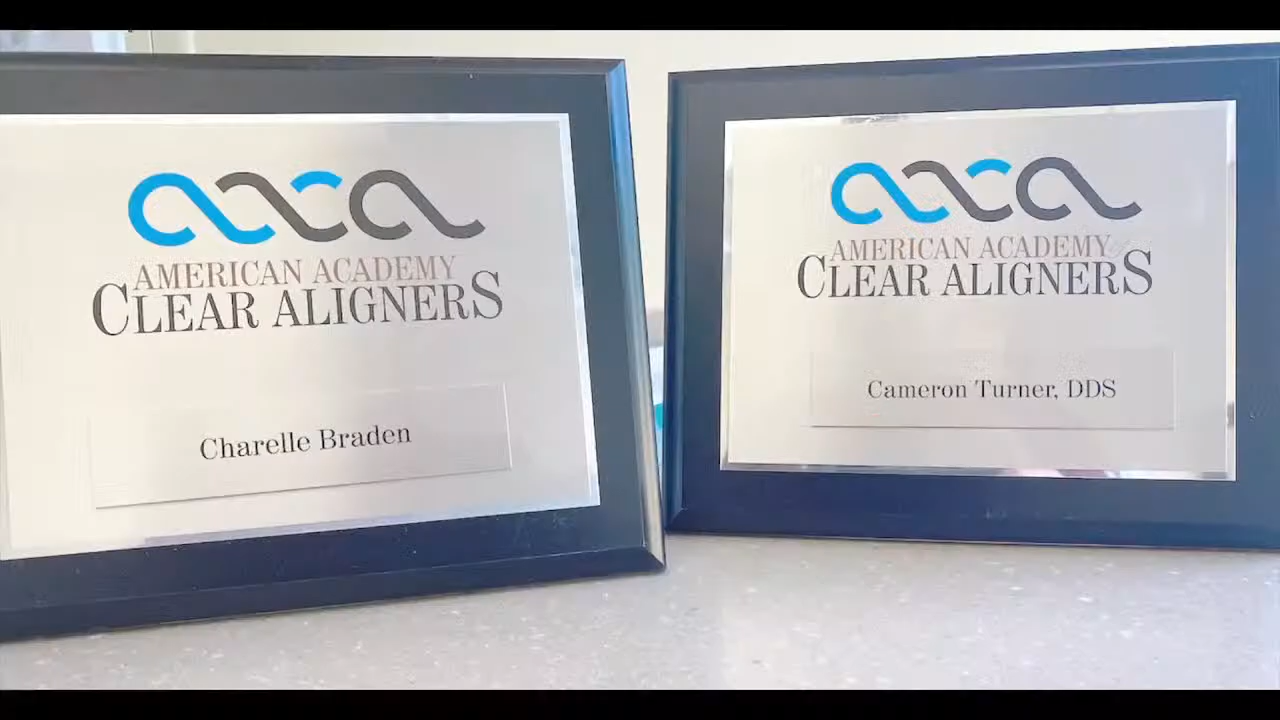 aaca
AMERICAN ACADEMY
CLEAR ALIGNERS
Charelle Braden
aaca
AMERICAN ACADEMY
CLEAR ALIGNERS
Cameron Turner, DDS